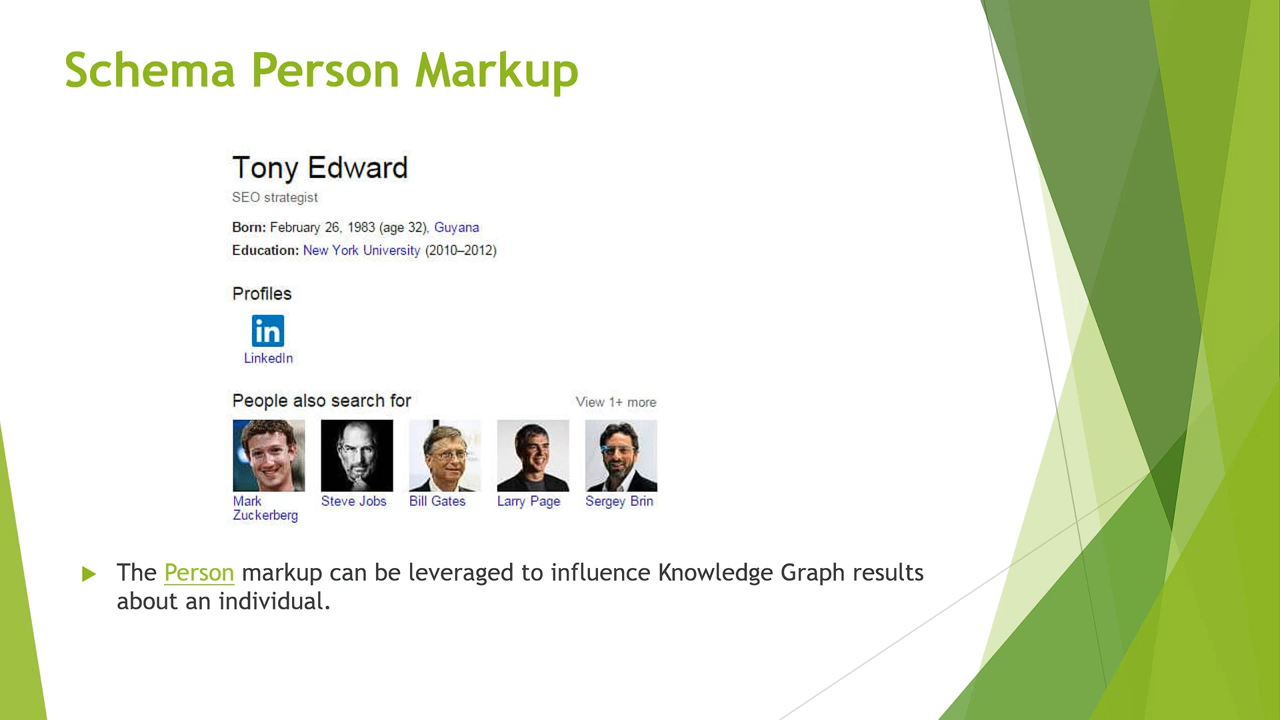 Schema Person Markup
Tony Edward
SEO strategist
Born: February 26, 1983 (age 32), Guyana
Education: New York University (2010–2012)
Profiles
in
LinkedIn
People also search for
View 1+ more
Mark Zuckerberg
Steve Jobs
Bill Gates
Larry Page
Sergey Brin
The Person markup can be leveraged to influence Knowledge Graph results
about an individual.